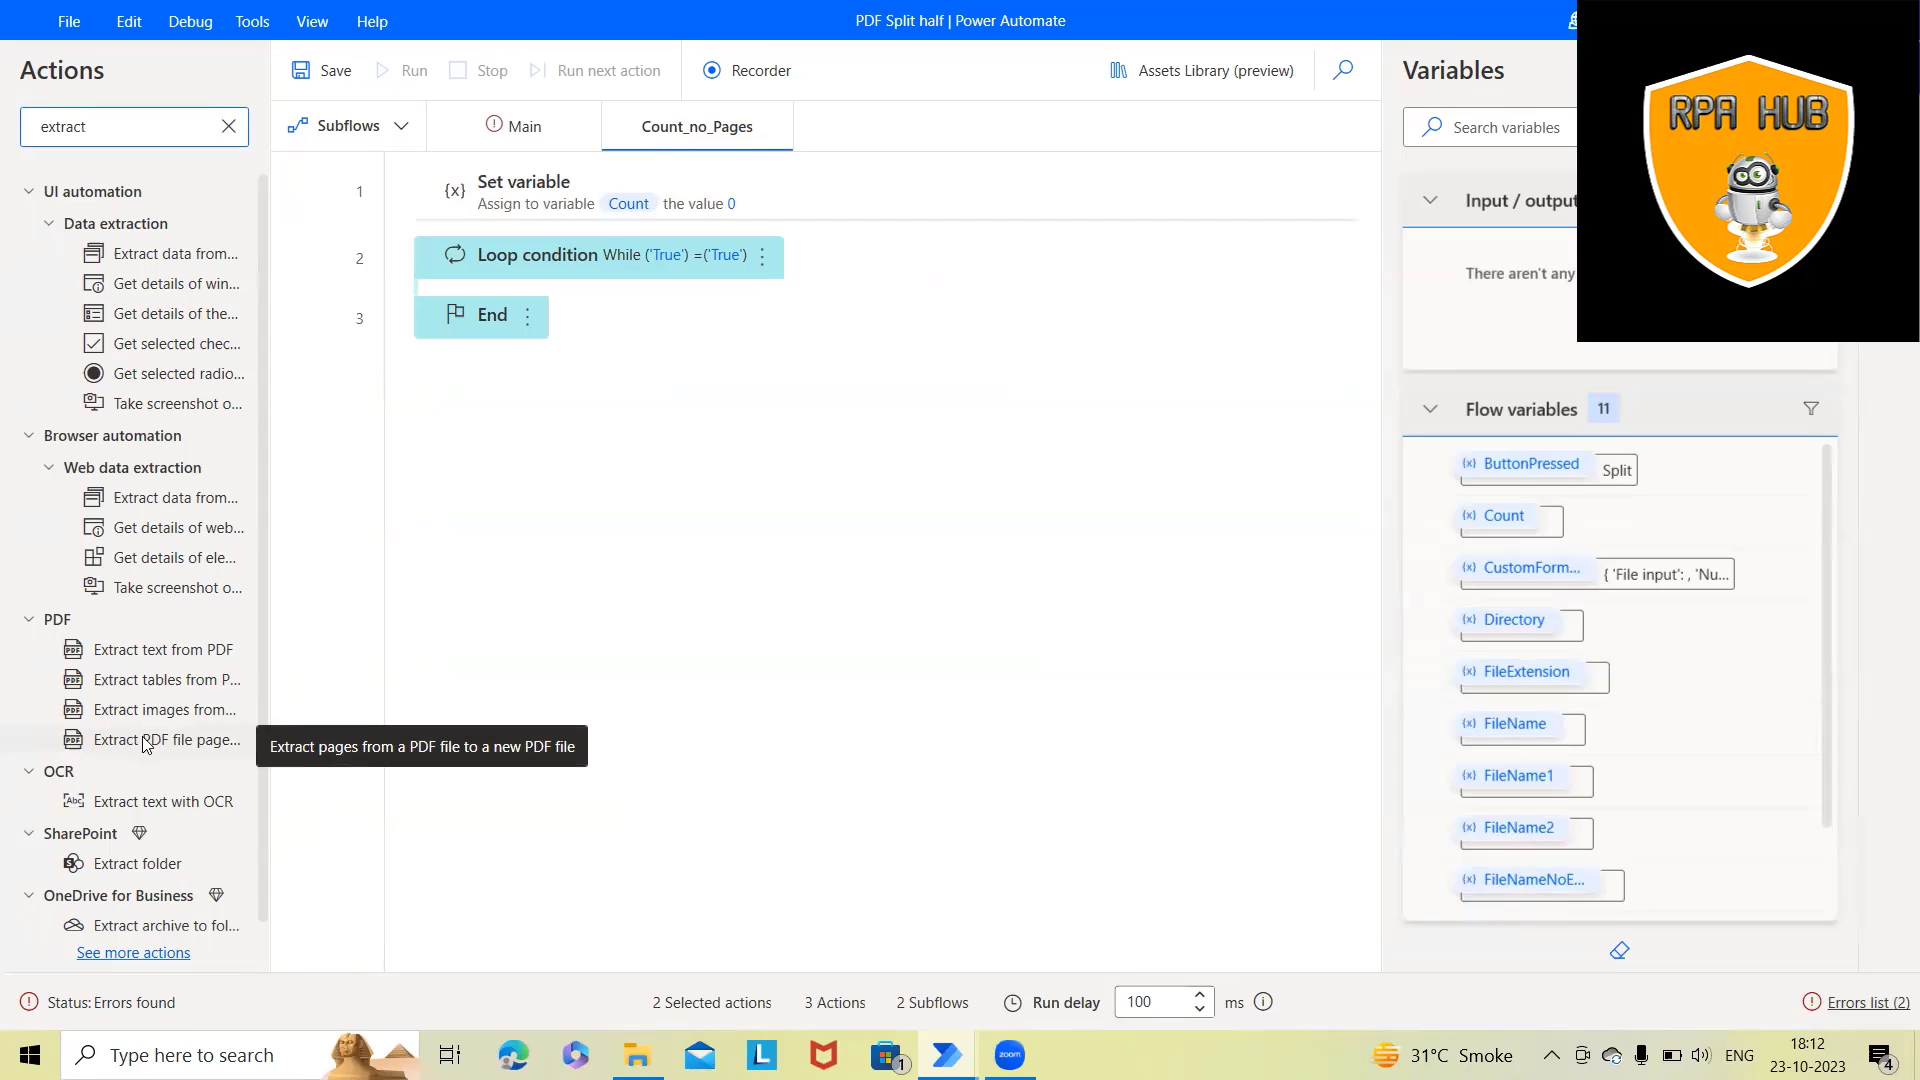 File Edit Debug Tools View Help
PDF Split half | Power Automate
Actions
extract
UI automation
Data extraction
Extract data from...
Get details of win...
Get details of the...
Get selected chec...
Get selected radio...
Take screenshot o...
Browser automation
Web data extraction
Extract data from...
Get details of web...
Get details of ele...
Take screenshot o...
PDF
Extract text from PDF
Extract tables from P...
Extract images from...
Extract PDF file page...
Extract pages from a PDF file to a new PDF file
OCR
Extract text with OCR
SharePoint
Extract folder
OneDrive for Business
Extract archive to fol...
See more actions
Save Run Stop Run next action Recorder Assets Library (preview)
Subflows Main Count_no_Pages
1 {x} Set variable
Assign to variable Count the value 0
2 Loop condition While ('True') =('True')
3 End
Variables
Search variables
RPA HUB
Input / output
There aren't any
Flow variables 11
{x} ButtonPressed Split
{x} Count
{x} CustomForm... { 'File input': , 'Nu...
{x} Directory
{x} FileExtension
{x} FileName
{x} FileName1
{x} FileName2
{x} FileNameNoE...
Status: Errors found 2 Selected actions 3 Actions 2 Subflows Run delay 100 ms Errors list (2)
Type here to search L 1 zoom 31°C Smoke ENG 18:12
23-10-2023 4